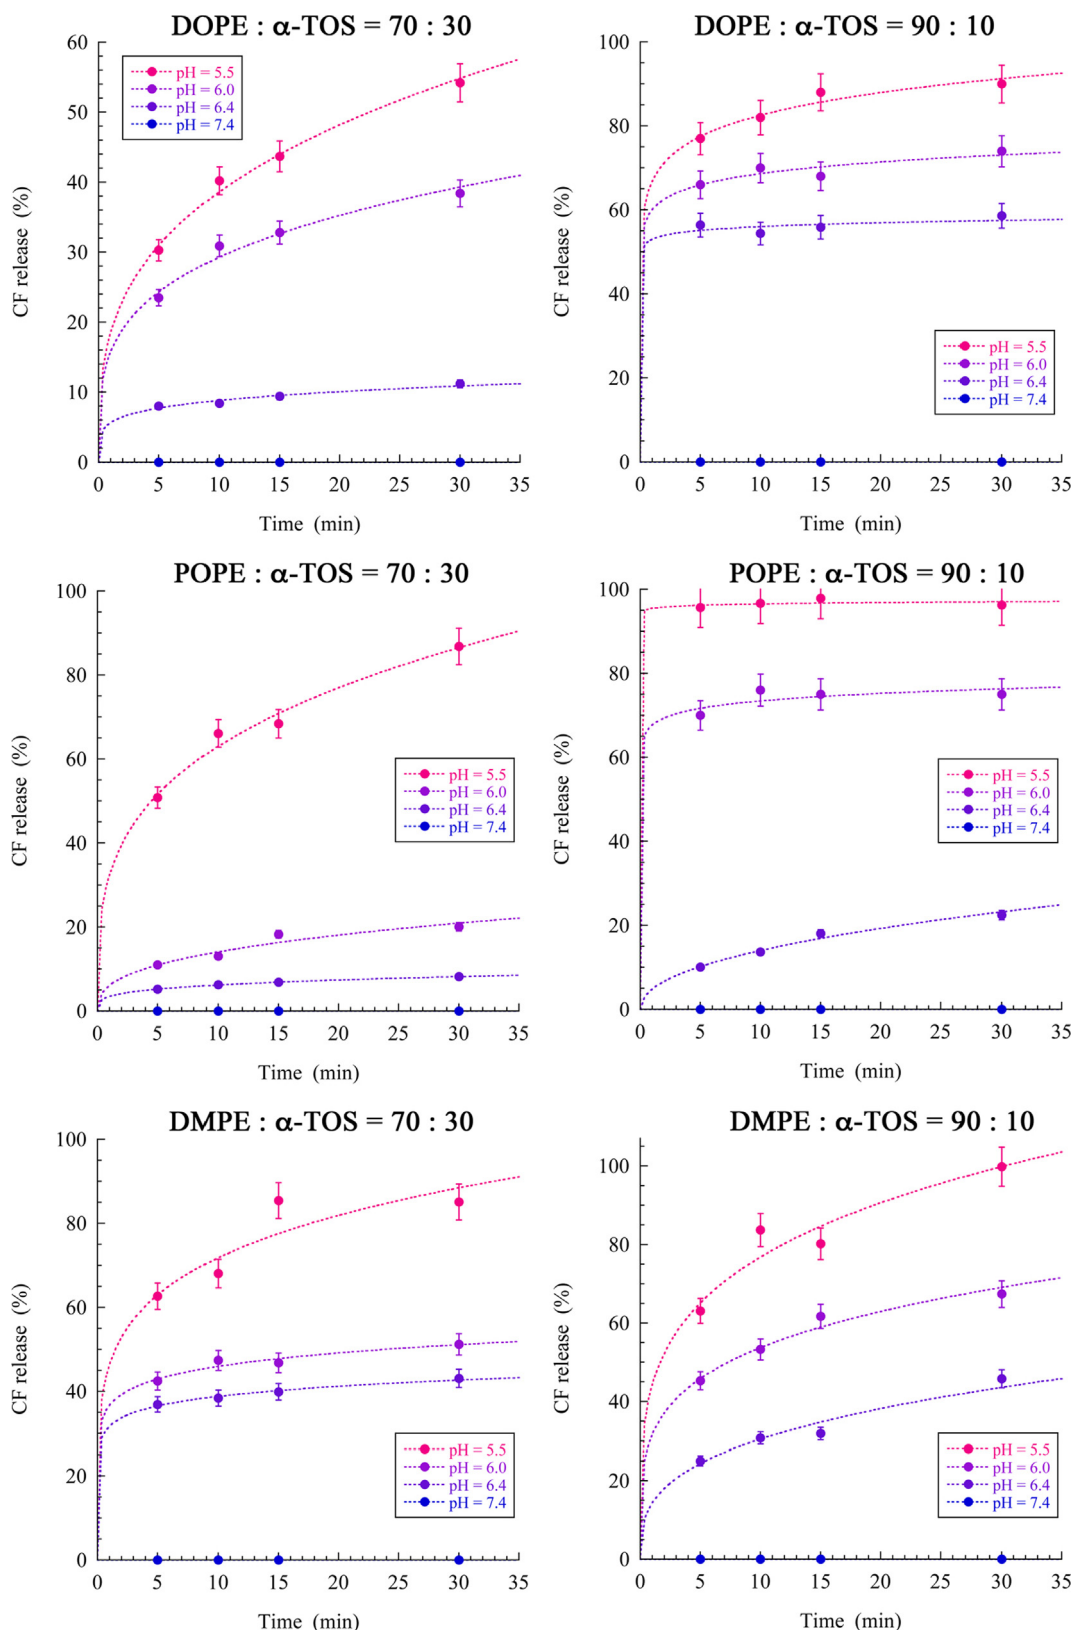 DOPE : α-TOS = 70 : 30
60
50
40
30
20
10
0
CF release (%)
pH = 5.5
pH = 6.0
pH = 6.4
pH = 7.4
0 5 10 15 20 25 30 35
Time (min)
DOPE : α-TOS = 90 : 10
100
80
60
40
20
0
CF release (%)
pH = 5.5
pH = 6.0
pH = 6.4
pH = 7.4
0 5 10 15 20 25 30 35
Time (min)
POPE : α-TOS = 70 : 30
100
80
60
40
20
0
CF release (%)
pH = 5.5
pH = 6.0
pH = 6.4
pH = 7.4
0 5 10 15 20 25 30 35
Time (min)
POPE : α-TOS = 90 : 10
100
80
60
40
20
0
CF release (%)
pH = 5.5
pH = 6.0
pH = 6.4
pH = 7.4
0 5 10 15 20 25 30 35
Time (min)
DMPE : α-TOS = 70 : 30
100
80
60
40
20
0
CF release (%)
pH = 5.5
pH = 6.0
pH = 6.4
pH = 7.4
0 5 10 15 20 25 30 35
Time (min)
DMPE : α-TOS = 90 : 10
100
80
60
40
20
0
CF release (%)
pH = 5.5
pH = 6.0
pH = 6.4
pH = 7.4
0 5 10 15 20 25 30 35
Time (min)